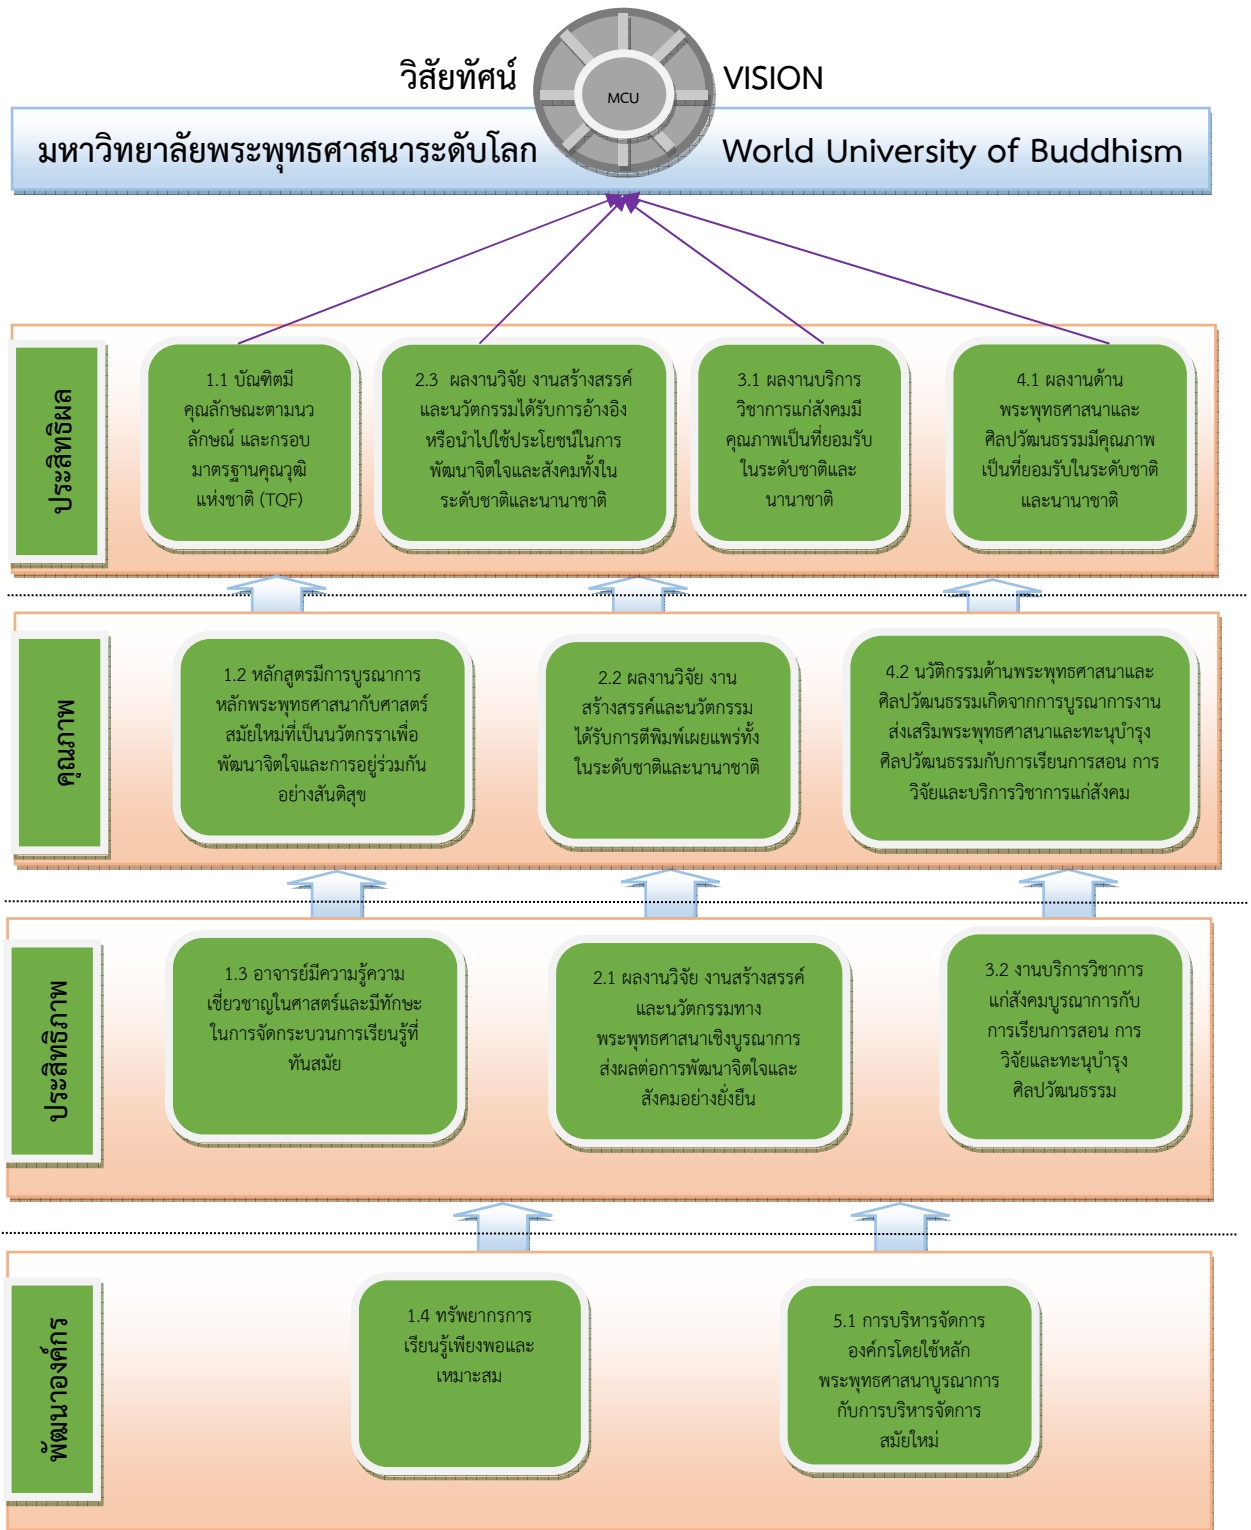 วิสัยทัศน์
MCU
VISION
มหาวิทยาลัยพระพุทธศาสนาระดับโลก
World University of Buddhism
ประสิทธิผล
1.1 บัณฑิตมี
คุณลักษณะตามนว
ลักษณ์ และกรอบ
มาตรฐานคุณวุฒิ
แห่งชาติ (TQF)
2.3 ผลงานวิจัย งานสร้างสรรค์
และนวัตกรรมได้รับการอ้างอิง
หรือนำไปใช้ประโยชน์ในการ
พัฒนาจิตใจและสังคมทั้งใน
ระดับชาติและนานาชาติ
3.1 ผลงานบริการ
วิชาการแก่สังคมมี
คุณภาพเป็นที่ยอมรับ
ในระดับชาติและ
นานาชาติ
4.1 ผลงานด้าน
พระพุทธศาสนาและ
ศิลปวัฒนธรรมมีคุณภาพ
เป็นที่ยอมรับในระดับชาติ
และนานาชาติ
คุณภาพ
1.2 หลักสูตรมีการบูรณาการ
หลักพระพุทธศาสนากับศาสตร์
สมัยใหม่ที่เป็นนวัตกรราเพื่อ
พัฒนาจิตใจและการอยู่ร่วมกัน
อย่างสันติสุข
2.2 ผลงานวิจัย งาน
สร้างสรรค์และนวัตกรรม
ได้รับการตีพิมพ์เผยแพร่ทั้ง
ในระดับชาติและนานาชาติ
4.2 นวัติกรรมด้านพระพุทธศาสนาและ
ศิลปวัฒนธรรมเกิดจากการบูรณาการงาน
ส่งเสริมพระพุทธศาสนาและทะนุบำรุง
ศิลปวัฒนธรรมกับการเรียนการสอน การ
วิจัยและบริการวิชาการแก่สังคม
ประสิทธิภาพ
1.3 อาจารย์มีความรู้ความ
เชี่ยวชาญในศาสตร์และมีทักษะ
ในการจัดกระบวนการเรียนรู้ที่
ทันสมัย
2.1 ผลงานวิจัย งานสร้างสรรค์
และนวัตกรรมทาง
พระพุทธศาสนาเชิงบูรณาการ
ส่งผลต่อการพัฒนาจิตใจและ
สังคมอย่างยั่งยืน
3.2 งานบริการวิชาการ
แก่สังคมบูรณาการกับ
การเรียนการสอน การ
วิจัยและทะนุบำรุง
ศิลปวัฒนธรรม
พัฒนาองค์กร
1.4 ทรัพยากรการ
เรียนรู้เพียงพอและ
เหมาะสม
5.1 การบริหารจัดการ
องค์กรโดยใช้หลัก
พระพุทธศาสนาบูรณาการ
กับการบริหารจัดการ
สมัยใหม่